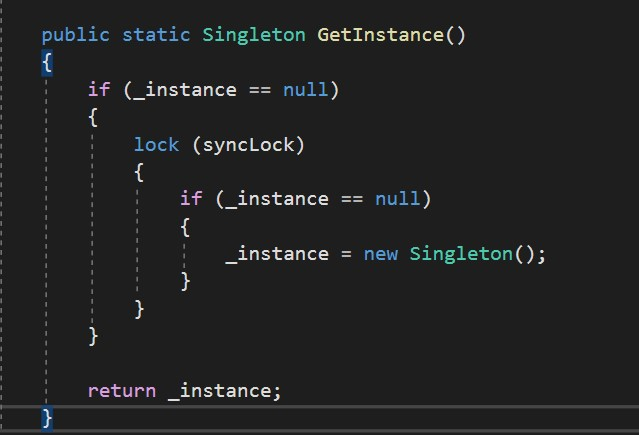 public static Singleton GetInstance()
{
if (_instance == null)
{
lock (syncLock)
{
if (_instance == null)
{
_instance = new Singleton();
}
}
}
return _instance;
}